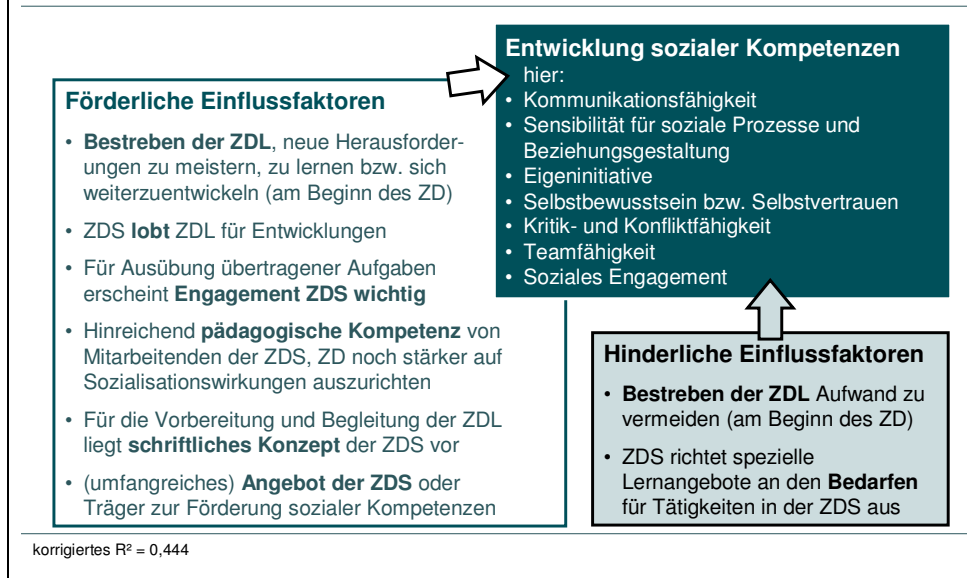 Entwicklung sozialer Kompetenzen
hier:
• Kommunikationsfähigkeit
• Sensibilität für soziale Prozesse und
Beziehungsgestaltung
• Eigeninitiative
• Selbstbewusstsein bzw. Selbstvertrauen
• Kritik- und Konfliktfähigkeit
• Teamfähigkeit
• Soziales Engagement
Förderliche Einflussfaktoren
• Bestreben der ZDL, neue Herausforder-
ungen zu meistern, zu lernen bzw. sich
weiterzuentwickeln (am Beginn des ZD)
• ZDS lobt ZDL für Entwicklungen
• Für Ausübung übertragener Aufgaben
erscheint Engagement ZDS wichtig
• Hinreichend pädagogische Kompetenz von
Mitarbeitenden der ZDS, ZD noch stärker auf
Sozialisationswirkungen auszurichten
• Für die Vorbereitung und Begleitung der ZDL
liegt schriftliches Konzept der ZDS vor
• (umfangreiches) Angebot der ZDS oder
Träger zur Förderung sozialer Kompetenzen
Hinderliche Einflussfaktoren
• Bestreben der ZDL Aufwand zu
vermeiden (am Beginn des ZD)
• ZDS richtet spezielle
Lernangebote an den Bedarfen
für Tätigkeiten in der ZDS aus
korrigiertes R² = 0,444